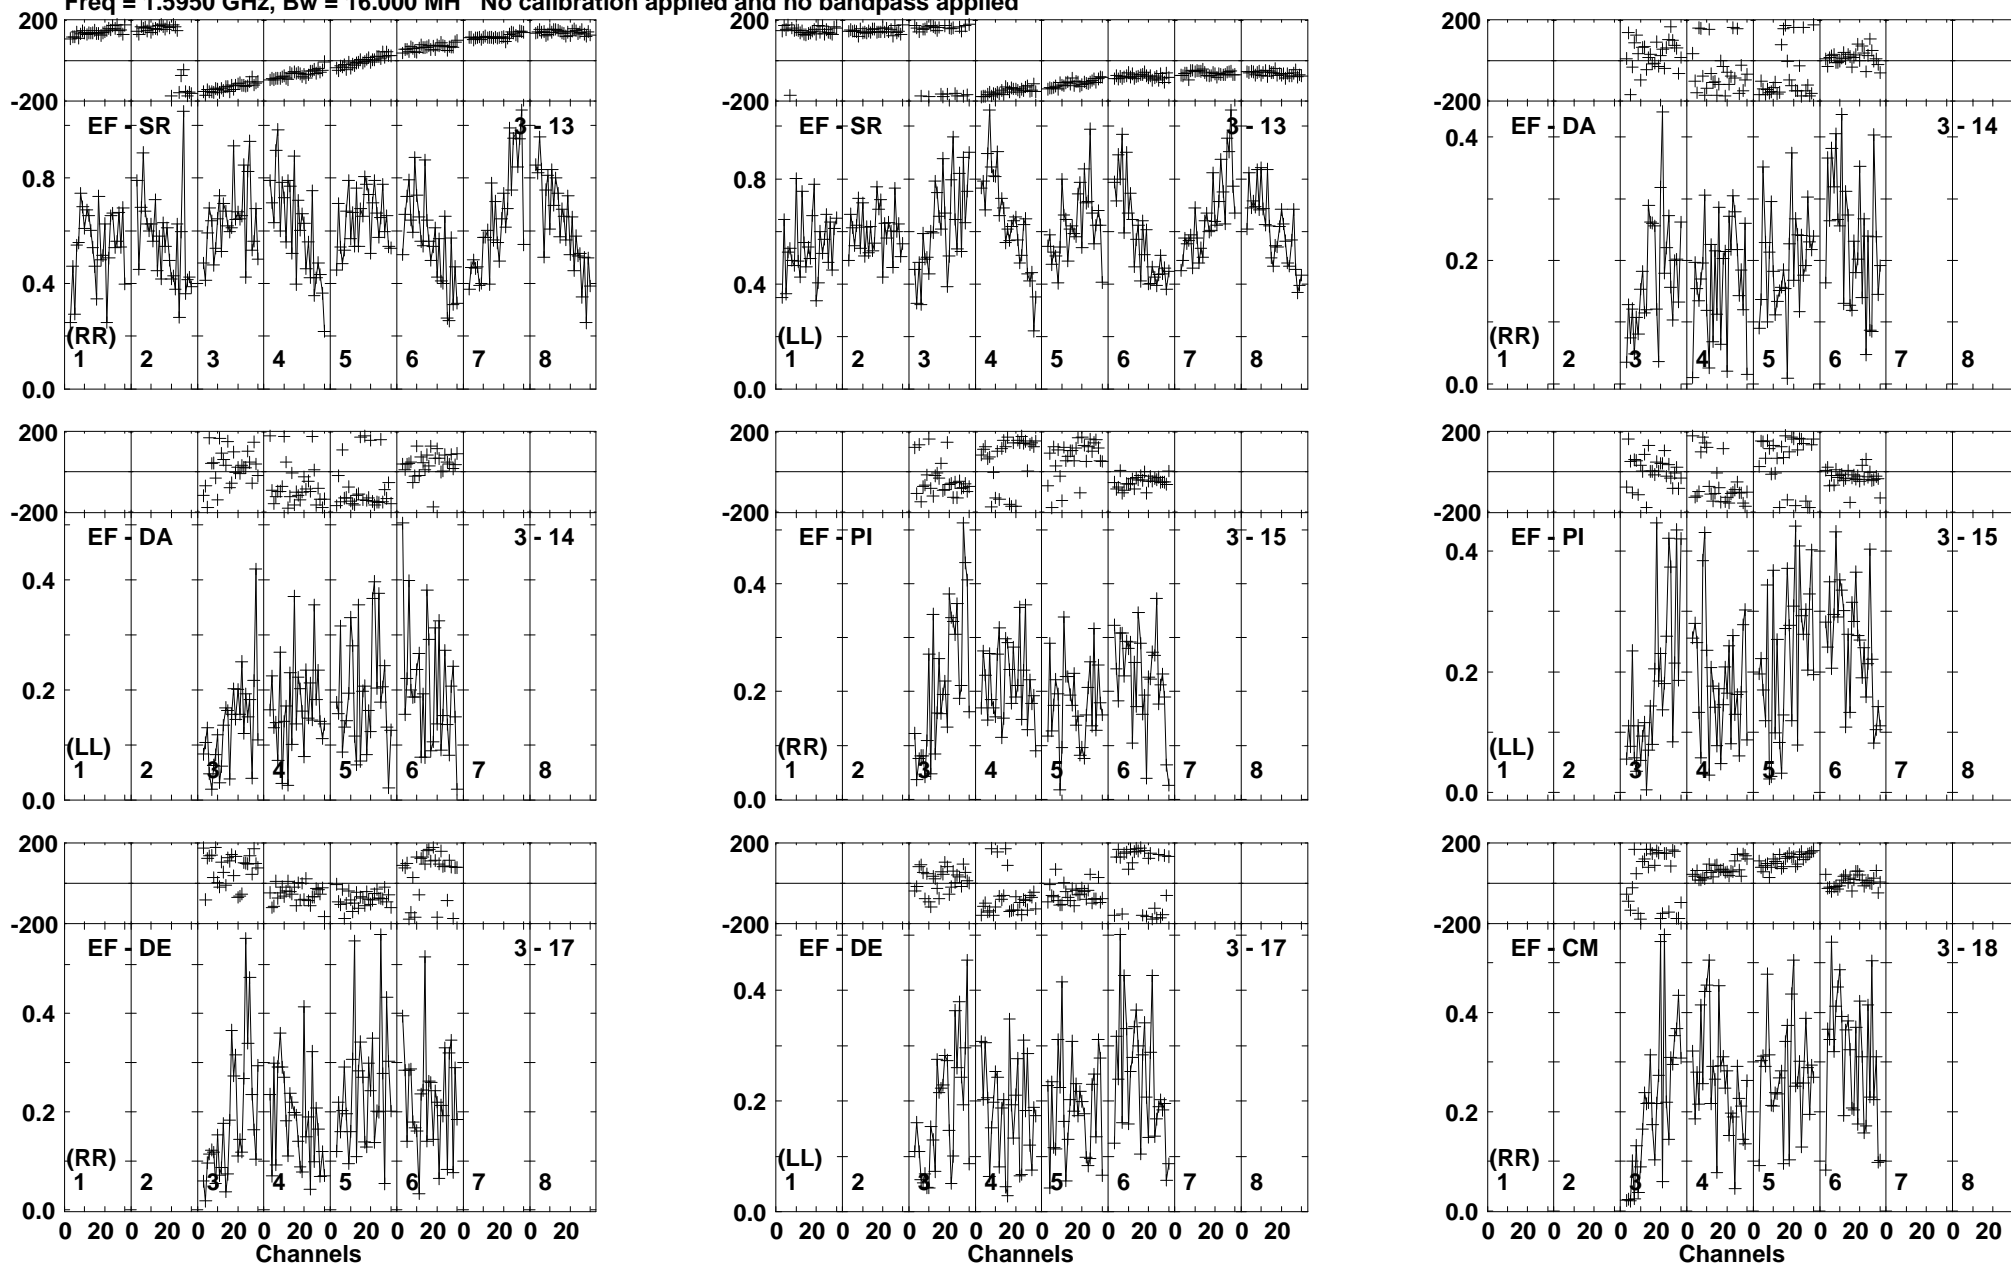 Freq = 1.5950 GHz, Bw = 16.000 MH No calibration applied and no bandpass applied
200 200 200
-200 -200 -200
EF - SR 3 - 13 EF - SR 3 - 13 EF - DA 3 - 14
0.8 0.8 0.4
0.4 0.4 0.2
(RR) (LL) (RR)
1 2 3 4 5 6 7 8 1 2 3 4 5 6 7 8 1 2 3 4 5 6 7 8
0.0 0.0 0.0
200 200 200
-200 -200 -200
EF - DA 3 - 14 EF - PI 3 - 15 EF - PI 3 - 15
0.4 0.4 0.4
0.2 0.2 0.2
(LL) (RR) (LL)
1 2 3 4 5 6 7 8 1 2 3 4 5 6 7 8 1 2 3 4 5 6 7 8
0.0 0.0 0.0
200 200 200
-200 -200 -200
EF - DE 3 - 17 EF - DE 3 - 17 EF - CM 3 - 18
0.4 0.4 0.4
0.2 0.2 0.2
(RR) (LL) (RR)
1 2 3 4 5 6 7 8 1 2 3 4 5 6 7 8 1 2 3 4 5 6 7 8
0.0 0.0 0.0
0 20 0 20 0 20 0 20 0 20 0 20 0 20 0 20 0 20 0 20 0 20 0 20 0 20 0 20 0 20 0 20 0 20 0 20 0 20 0 20 0 20 0 20 0 20 0 20
Channels Channels Channels